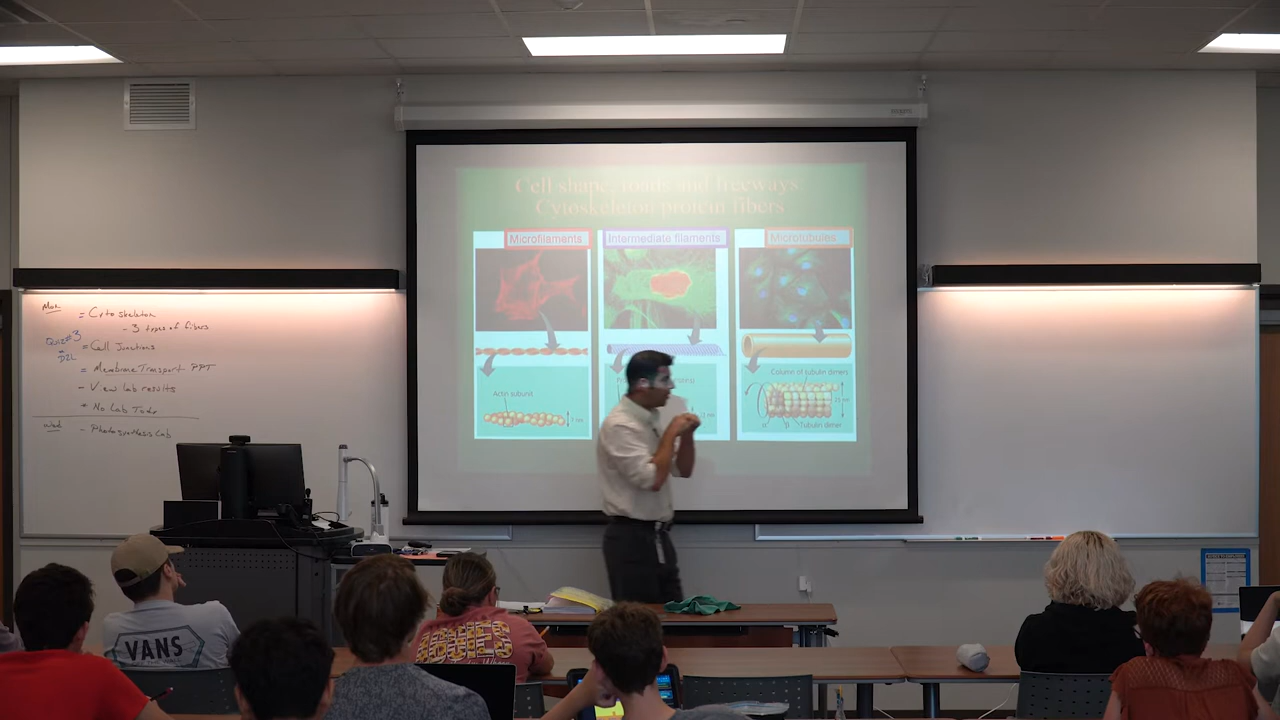 Cell shape, roads and freeways
Cytoskeleton protein fibers
Microfilaments
Intermediate filaments
Microtubules
Actin subunit
Column of tubulin dimers
α β Tubulin dimer
25 nm
Mon = Cytoskeleton
- 3 types of fibers
Quiz #3
D2L
= Cell Junctions
= Membrane Transport PPT
- View lab results
No Lab Today
Wed - Photosynthesis Lab
VANS